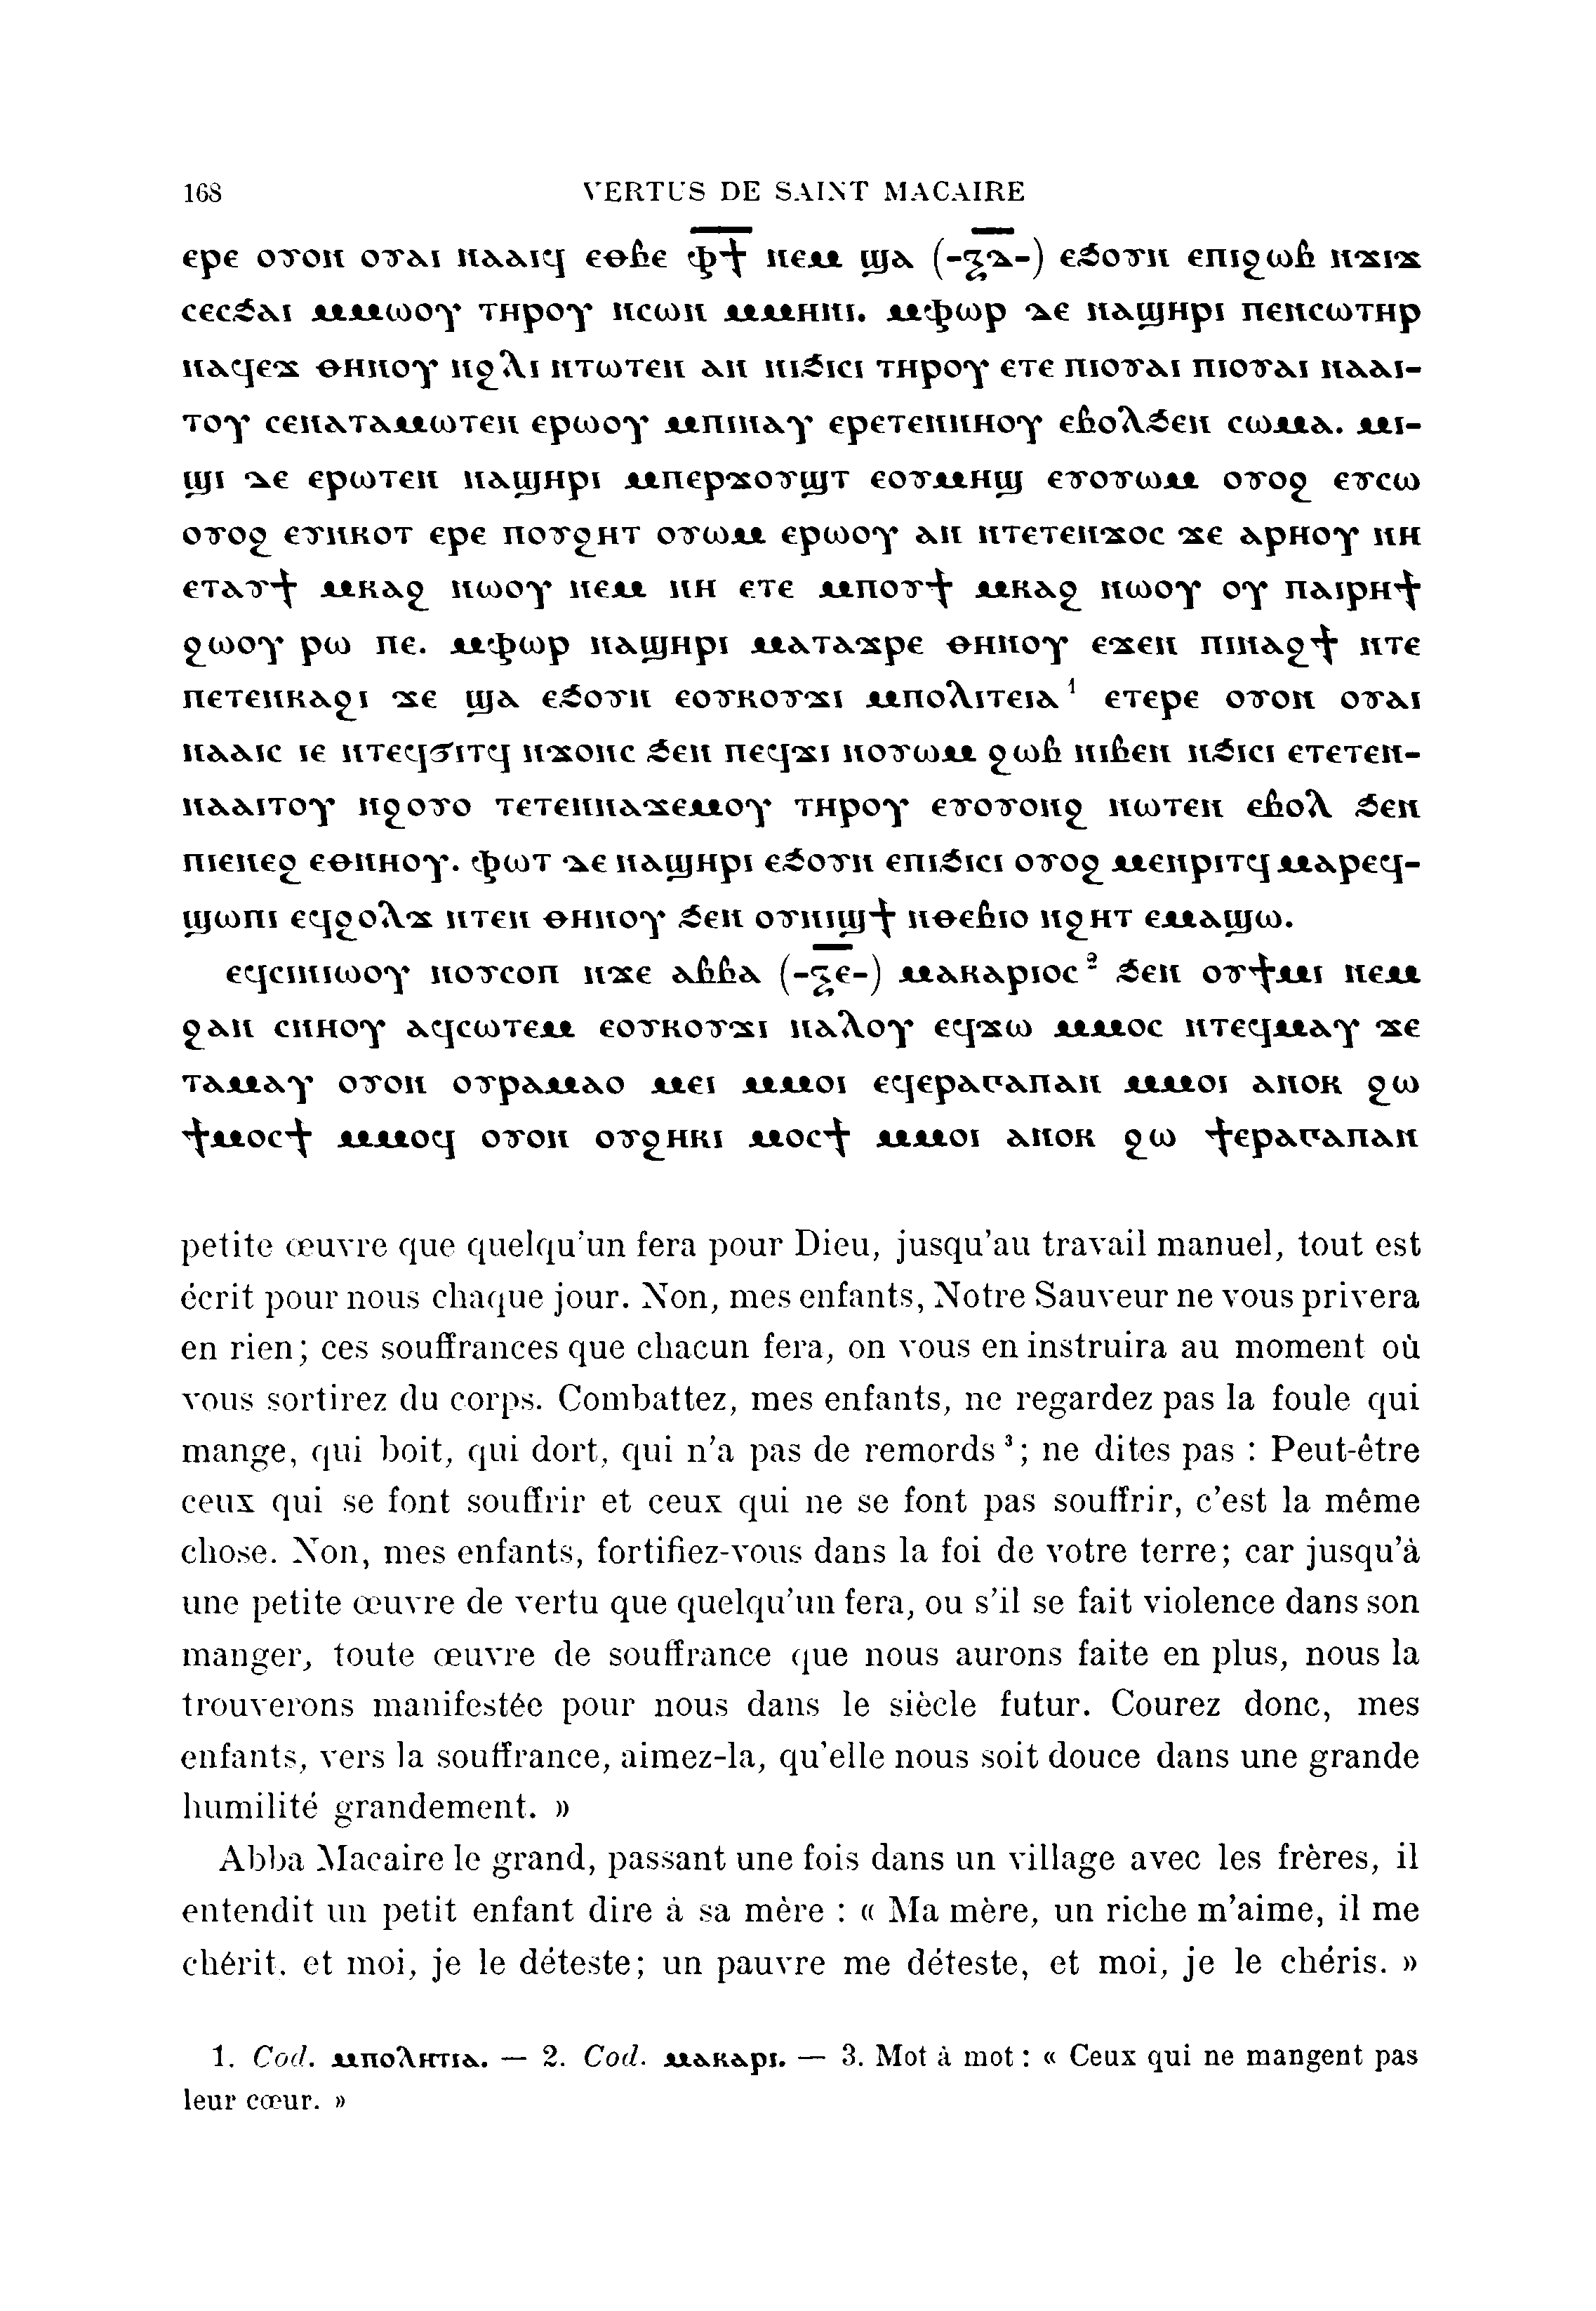 168 VERTUS DE SAINT MACAIRE
ⲉⲣⲉ ⲟⲩⲟⲛ ⲟⲩⲁⲓ ⲛⲁⲁⲓϥ ⲉⲑⲃⲉ ⲫ̅ϯ̅ ⲛⲉⲙ ϣⲁ (-ⲝ̅ⲇ̅-) ⲉϧⲟⲩⲛ ⲉⲡⲓϩⲱⲃ ⲛϫⲓϫ
ⲥⲉⲥϧⲁⲓ ⲙⲙⲱⲟⲩ ⲧⲏⲣⲟⲩ ⲛⲥⲱⲛ ⲙⲙⲏⲛⲓ. ⲙⲫⲱⲣ ⲇⲉ ⲛⲁϣⲏⲣⲓ ⲡⲉⲛⲥⲱⲧⲏⲣ
ⲛⲁϥⲉϫ ⲑⲏⲛⲟⲩ ⲛϩⲗⲓ ⲛⲧⲱⲧⲉⲛ ⲁⲛ ⲛⲓϧⲓⲥⲓ ⲧⲏⲣⲟⲩ ⲉⲧⲉ ⲡⲓⲟⲩⲁⲓ ⲡⲓⲟⲩⲁⲓ ⲛⲁⲁⲓ-
ⲧⲟⲩ ⲥⲉⲛⲁⲧⲁⲙⲱⲧⲉⲛ ⲉⲣⲱⲟⲩ ⲙⲡⲓⲛⲁⲩ ⲉⲣⲉⲧⲉⲛⲛⲏⲟⲩ ⲉⲃⲟⲗϧⲉⲛ ⲥⲱⲙⲁ. ⲙⲓ-
ϣⲓ ⲇⲉ ⲉⲣⲱⲧⲉⲛ ⲛⲁϣⲏⲣⲓ ⲙⲡⲉⲣϫⲟⲩϣⲧ ⲉⲟⲩⲙⲏϣ ⲉⲩⲟⲩⲱⲙ ⲟⲩⲟϩ ⲉⲩⲥⲱ
ⲟⲩⲟϩ ⲉⲩⲛⲕⲟⲧ ⲉⲣⲉ ⲡⲟⲩϩⲏⲧ ⲟⲩⲱⲙ ⲉⲣⲱⲟⲩ ⲁⲛ ⲛⲧⲉⲧⲉⲛϫⲟⲥ ϫⲉ ⲁⲣⲏⲟⲩ ⲛⲏ
ⲉⲧⲁⲩϯ ⲙⲕⲁϩ ⲛⲱⲟⲩ ⲛⲉⲙ ⲛⲏ ⲉⲧⲉ ⲙⲡⲟⲩϯ ⲙⲕⲁϩ ⲛⲱⲟⲩ ⲟⲩ ⲡⲁⲓⲣⲏϯ
ϩⲱⲟⲩ ⲣⲱ ⲡⲉ. ⲙⲫⲱⲣ ⲛⲁϣⲏⲣⲓ ⲙⲁⲧⲁϫⲣⲉ ⲑⲏⲛⲟⲩ ⲉϫⲉⲛ ⲡⲓⲛⲁϩϯ ⲛⲧⲉ
ⲡⲉⲧⲉⲛⲕⲁϩⲓ ϫⲉ ϣⲁ ⲉϧⲟⲩⲛ ⲉⲟⲩⲕⲟⲩϫⲓ ⲙⲡⲟⲗⲓⲧⲉⲓⲁ ¹ ⲉⲧⲉⲣⲉ ⲟⲩⲟⲛ ⲟⲩⲁⲓ
ⲛⲁⲁⲓⲥ ⲓⲉ ⲛⲧⲉϥϭⲓⲧϥ ⲛϫⲟⲛⲥ ϧⲉⲛ ⲡⲉϥϫⲓ ⲛⲟⲩⲱⲙ ϩⲱⲃ ⲛⲓⲃⲉⲛ ⲛϧⲓⲥⲓ ⲉⲧⲉⲧⲉⲛ-
ⲛⲁⲁⲓⲧⲟⲩ ⲛϩⲟⲩⲟ ⲧⲉⲧⲉⲛⲛⲁϫⲉⲙⲟⲩ ⲧⲏⲣⲟⲩ ⲉⲩⲟⲩⲟⲛϩ ⲛⲱⲧⲉⲛ ⲉⲃⲟⲗ ϧⲉⲛ
ⲡⲓⲉⲛⲉϩ ⲉⲑⲛⲏⲟⲩ. ⲫⲱⲧ ⲇⲉ ⲛⲁϣⲏⲣⲓ ⲉϧⲟⲩⲛ ⲉⲡⲓϧⲓⲥⲓ ⲟⲩⲟϩ ⲙⲉⲛⲣⲓⲧϥ ⲙⲁⲣⲉϥ-
ϣⲱⲡⲓ ⲉϥϩⲟⲗϫ ⲛⲧⲉⲛ ⲑⲏⲛⲟⲩ ϧⲉⲛ ⲟⲩⲛⲓϣϯ ⲛⲑⲉⲃⲓⲟ ⲛϩⲏⲧ ⲉⲙⲁϣⲱ.
ⲉϥⲥⲓⲛⲓⲱⲟⲩ ⲛⲟⲩⲥⲟⲡ ⲛϫⲉ ⲁⲃⲃⲁ (-ⲝ̅ⲉ̅-) ⲙⲁⲕⲁⲣⲓⲟⲥ ² ϧⲉⲛ ⲟⲩϯⲙⲓ ⲛⲉⲙ
ϩⲁⲛ ⲥⲛⲏⲟⲩ ⲁϥⲥⲱⲧⲉⲙ ⲉⲟⲩⲕⲟⲩϫⲓ ⲛⲁⲗⲟⲩ ⲉϥϫⲱ ⲙⲙⲟⲥ ⲛⲧⲉϥⲙⲁⲩ ϫⲉ
ⲧⲁⲙⲁⲩ ⲟⲩⲟⲛ ⲟⲩⲣⲁⲙⲁⲟ ⲙⲉⲓ ⲙⲙⲟⲓ ⲉϥⲉⲣⲁⲅⲁⲡⲁⲛ ⲙⲙⲟⲓ ⲁⲛⲟⲕ ϩⲱ
ϯⲙⲟⲥϯ ⲙⲙⲟϥ ⲟⲩⲟⲛ ⲟⲩϩⲏⲕⲓ ⲙⲟⲥϯ ⲙⲙⲟⲓ ⲁⲛⲟⲕ ϩⲱ ϯⲉⲣⲁⲅⲁⲡⲁⲛ
petite œuvre que quelqu'un fera pour Dieu, jusqu'au travail manuel, tout est
écrit pour nous chaque jour. Non, mes enfants, Notre Sauveur ne vous privera
en rien; ces souffrances que chacun fera, on vous en instruira au moment où
vous sortirez du corps. Combattez, mes enfants, ne regardez pas la foule qui
mange, qui boit, qui dort, qui n'a pas de remords ³; ne dites pas : Peut-être
ceux qui se font souffrir et ceux qui ne se font pas souffrir, c'est la même
chose. Non, mes enfants, fortifiez-vous dans la foi de votre terre; car jusqu'à
une petite œuvre de vertu que quelqu'un fera, ou s'il se fait violence dans son
manger, toute œuvre de souffrance que nous aurons faite en plus, nous la
trouverons manifestée pour nous dans le siècle futur. Courez donc, mes
enfants, vers la souffrance, aimez-la, qu'elle nous soit douce dans une grande
humilité grandement. »
Abba Macaire le grand, passant une fois dans un village avec les frères, il
entendit un petit enfant dire à sa mère : « Ma mère, un riche m'aime, il me
chérit. et moi, je le déteste; un pauvre me déteste, et moi, je le chéris. »
1. Cod. ⲙⲡⲟⲗⲏⲧⲓⲁ. — 2. Cod. ⲙⲁⲕⲁⲣⲓ. — 3. Mot à mot : « Ceux qui ne mangent pas
leur cœur. »